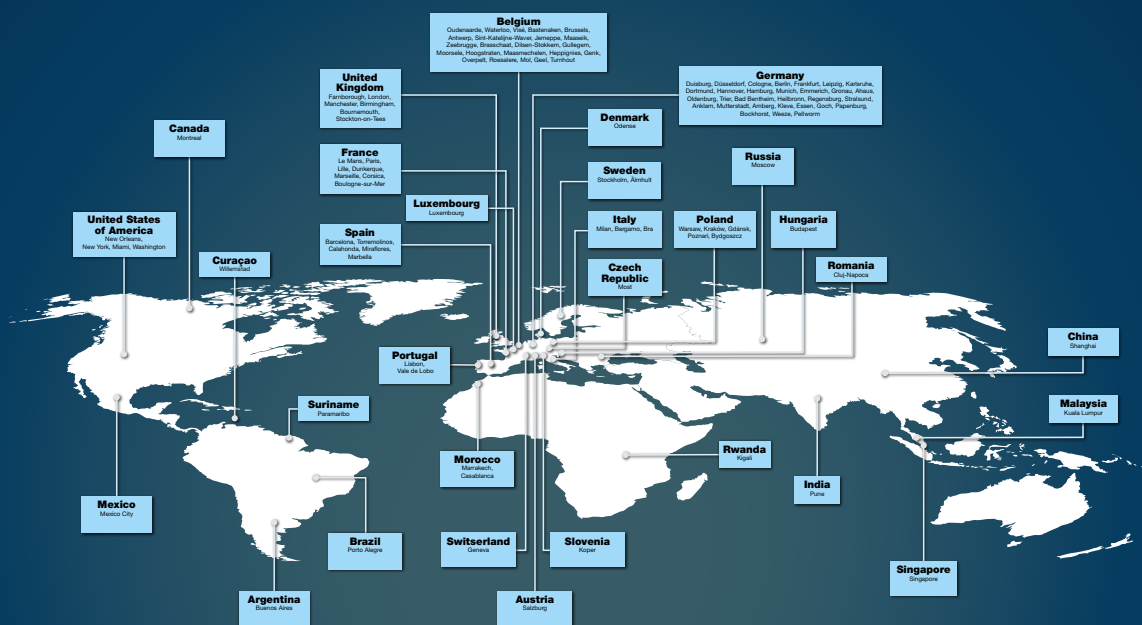 Belgium
Oudenaarde, Waterloo, Visé, Bastenaken, Brussels,
Antwerp, Sint-Katelijne-Waver, Jemeppe, Maaseik,
Zeebrugge, Brasschaat, Dilsen-Stokkem, Gullegem,
Moorsele, Hoogstraten, Maasmechelen, Heppignies, Genk,
Overpelt, Roeselare, Mol, Geel, Turnhout
United
Kingdom
Farnborough, London,
Manchester, Birmingham,
Bournemouth,
Stockton-on-Tees
Germany
Duisburg, Düsseldorf, Cologne, Berlin, Frankfurt, Leipzig, Karlsruhe,
Dortmund, Hannover, Hamburg, Munich, Emmerich, Gronau, Ahaus,
Oldenburg, Trier, Bad Bentheim, Heilbronn, Regensburg, Stralsund,
Anklam, Mutterstadt, Amberg, Kleve, Essen, Goch, Papenburg,
Bockhorst, Weeze, Pellworm
Canada
Montreal
Denmark
Odense
France
Le Mans, Paris,
Lille, Dunkerque,
Marseille, Corsica,
Boulogne-sur-Mer
Russia
Moscow
Sweden
Stockholm, Älmhult
Luxembourg
Luxembourg
United States
of America
New Orleans,
New York, Miami, Washington
Spain
Barcelona, Torremolinos,
Calahonda, Miraflores,
Marbella
Italy
Milan, Bergamo, Bra
Poland
Warsaw, Kraków, Gdánsk,
Poznań, Bydgoszcz
Hungaria
Budapest
Curaçao
Willemstad
Czech
Republic
Most
Romania
Cluj-Napoca
Portugal
Lisbon,
Vale de Lobo
China
Shanghai
Suriname
Paramaribo
Malaysia
Kuala Lumpur
Morocco
Marrakech,
Casablanca
Rwanda
Kigali
India
Pune
Mexico
Mexico City
Brazil
Porto Alegre
Switserland
Geneva
Slovenia
Koper
Singapore
Singapore
Argentina
Buenos Aires
Austria
Salzburg